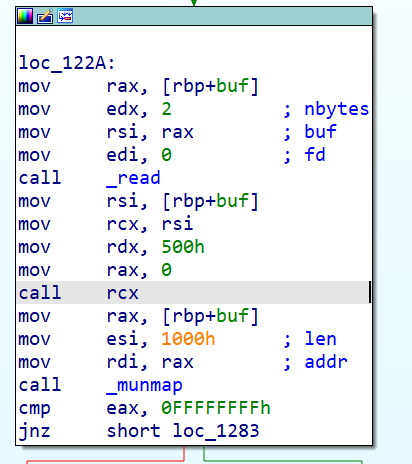 loc_122A:
mov rax, [rbp+buf]
mov edx, 2 ; nbytes
mov rsi, rax ; buf
mov edi, 0 ; fd
call _read
mov rsi, [rbp+buf]
mov rcx, rsi
mov rdx, 500h
mov rax, 0
call rcx
mov rax, [rbp+buf]
mov esi, 1000h ; len
mov rdi, rax ; addr
call _munmap
cmp eax, 0FFFFFFFFh
jnz short loc_1283